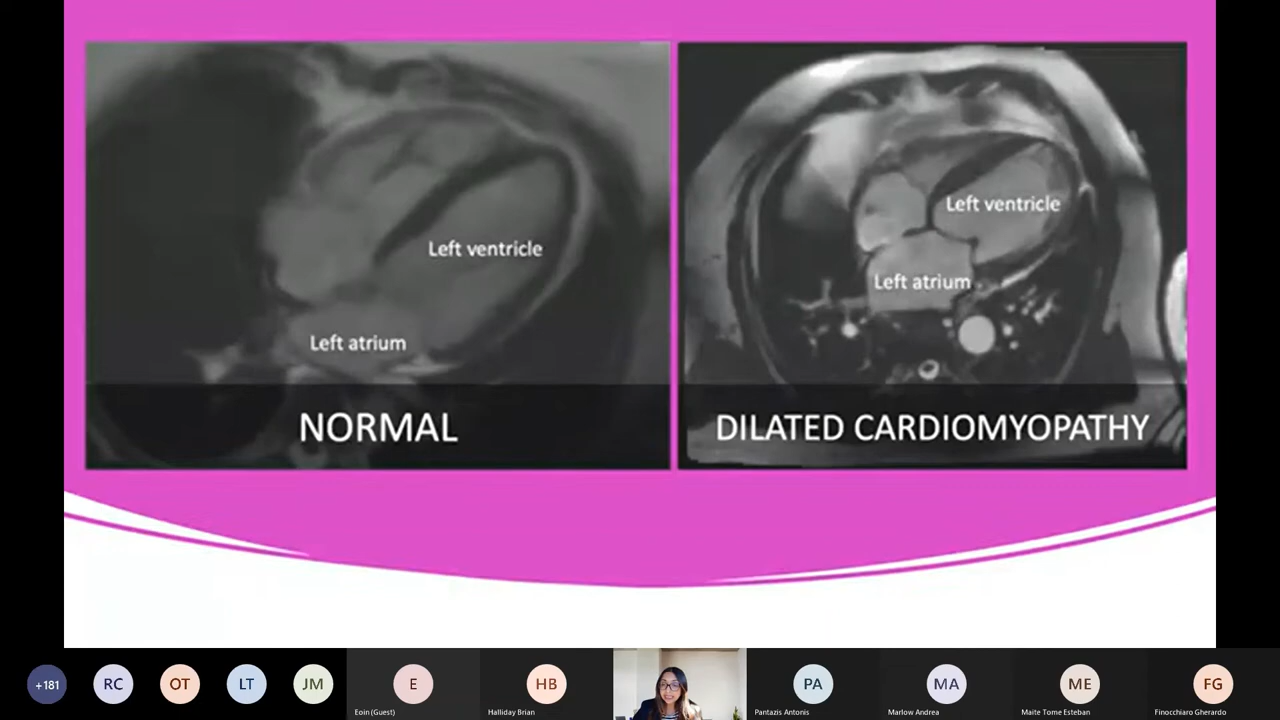 Left ventricle
Left atrium
NORMAL
Left ventricle
Left atrium
DILATED CARDIOMYOPATHY
+181
RC
OT
LT
JM
E
Eoin (Guest)
HB
Halliday Brian
PA
Pantazis Antonis
MA
Marlow Andrea
ME
Maite Tome Esteban
FG
Finocchiaro Gherardo